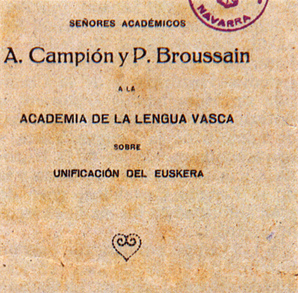 NAVARRA
SEÑORES ACADÉMICOS
A. Campión y P. Broussain
A LA
ACADEMIA DE LA LENGUA VASCA
SOBRE
UNIFICACIÓN DEL EUSKERA